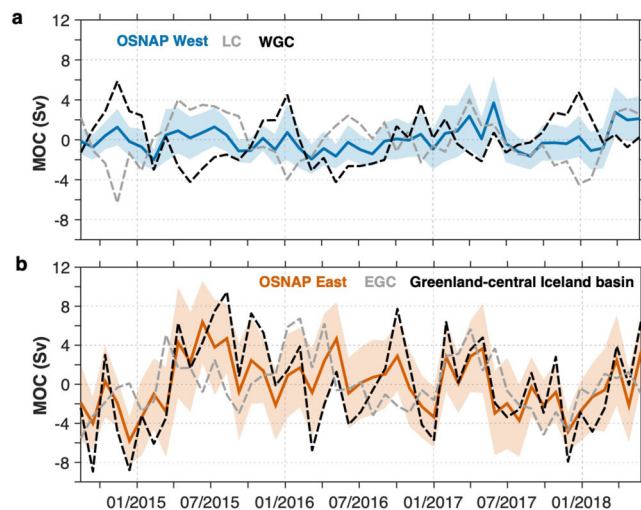 a
OSNAP West LC WGC
MOC (Sv)
12
8
4
0
-4
-8
b
OSNAP East EGC Greenland-central Iceland basin
MOC (Sv)
12
8
4
0
-4
-8
01/2015 07/2015 01/2016 07/2016 01/2017 07/2017 01/2018